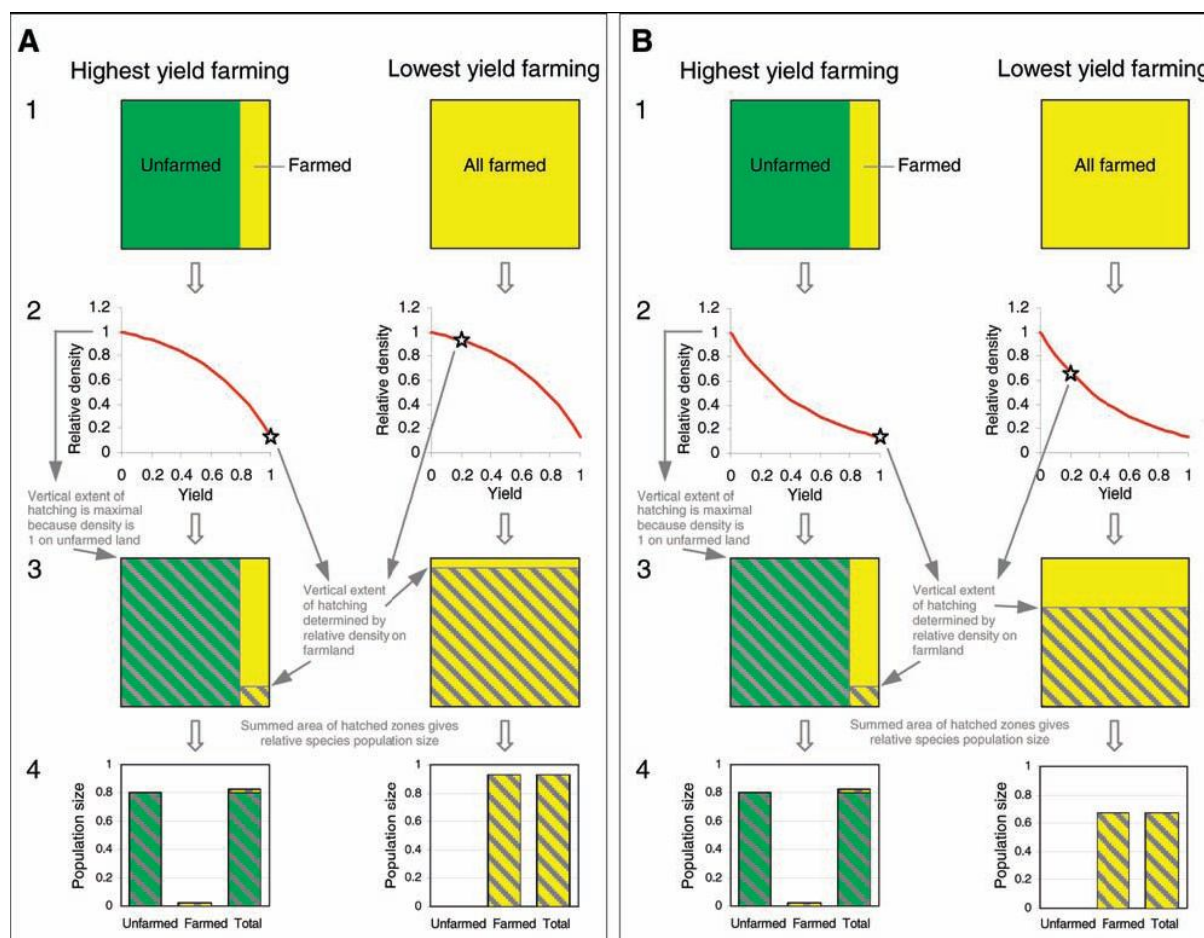 A
Highest yield farming
Lowest yield farming
1
Unfarmed
Farmed
All farmed
2
1.2
1
0.8
0.6
0.4
0.2
0
Relative density
0 0.2 0.4 0.6 0.8 1
Yield
1.2
1
0.8
0.6
0.4
0.2
0
Relative density
0 0.2 0.4 0.6 0.8 1
Yield
Vertical extent of
hatching is maximal
because density is
1 on unfarmed land
3
Vertical extent
of hatching
determined by
relative density on
farmland
Summed area of hatched zones gives
relative species population size
4
1
0.8
0.6
0.4
0.2
0
Population size
Unfarmed Farmed Total
1
0.8
0.6
0.4
0.2
0
Population size
Unfarmed Farmed Total
B
Highest yield farming
Lowest yield farming
1
Unfarmed
Farmed
All farmed
2
1.2
1
0.8
0.6
0.4
0.2
0
Relative density
0 0.2 0.4 0.6 0.8 1
Yield
1.2
1
0.8
0.6
0.4
0.2
0
Relative density
0 0.2 0.4 0.6 0.8 1
Yield
Vertical extent of
hatching is maximal
because density is
1 on unfarmed land
3
Vertical extent
of hatching
determined by
relative density on
farmland
Summed area of hatched zones gives
relative species population size
4
1
0.8
0.6
0.4
0.2
0
Population size
Unfarmed Farmed Total
1
0.8
0.6
0.4
0.2
0
Population size
Unfarmed Farmed Total